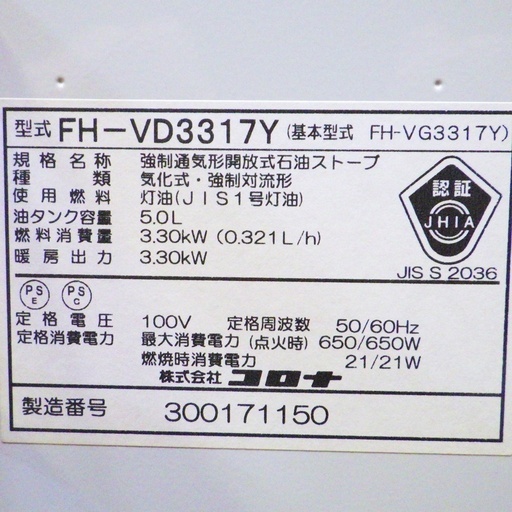 型式 FH-VD3317Y (基本型式 FH-VG3317Y)
規格名称 強制通気形開放式石油ストーブ
種類 気化式・強制対流形
使用燃料 灯油(JIS1号灯油)
油タンク容量 5.0L
燃料消費量 3.30kW (0.321L/h)
暖房出力 3.30kW
認証
JHIA
JIS S 2036
PS E
PS C
定格電圧 100V 定格周波数 50/60Hz
定格消費電力 最大消費電力 (点火時) 650/650W
燃焼時消費電力 21/21W
株式会社 コロナ
製造番号 300171150